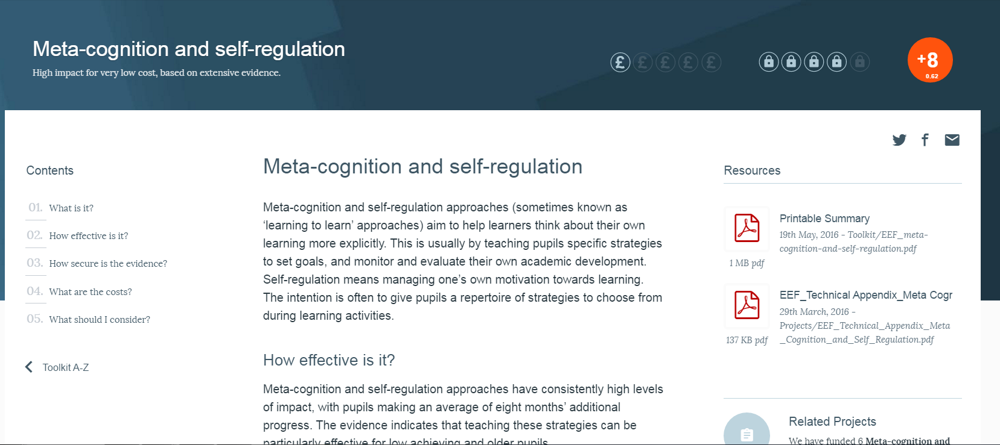 Meta-cognition and self-regulation
High impact for very low cost, based on extensive evidence.
£ £ £ £ £
+8
0.62
Contents
01. What is it?
02. How effective is it?
03. How secure is the evidence?
04. What are the costs?
05. What should I consider?
Toolkit A-Z
Meta-cognition and self-regulation
Meta-cognition and self-regulation approaches (sometimes known as
‘learning to learn’ approaches) aim to help learners think about their own
learning more explicitly. This is usually by teaching pupils specific strategies
to set goals, and monitor and evaluate their own academic development.
Self-regulation means managing one’s own motivation towards learning.
The intention is often to give pupils a repertoire of strategies to choose from
during learning activities.
How effective is it?
Meta-cognition and self-regulation approaches have consistently high levels
of impact, with pupils making an average of eight months’ additional
progress. The evidence indicates that teaching these strategies can be
particularly effective for low achieving and older pupils.
f
Resources
Printable Summary
19th May, 2016 - Toolkit/EEF_meta-
cognition-and-self-regulation.pdf
1 MB pdf
EEF_Technical Appendix_Meta Cogr
29th March, 2016 -
Projects/EEF_Technical_Appendix_Meta
_Cognition_and_Self_Regulation.pdf
137 KB pdf
Related Projects
We have funded 6 Meta-cognition and